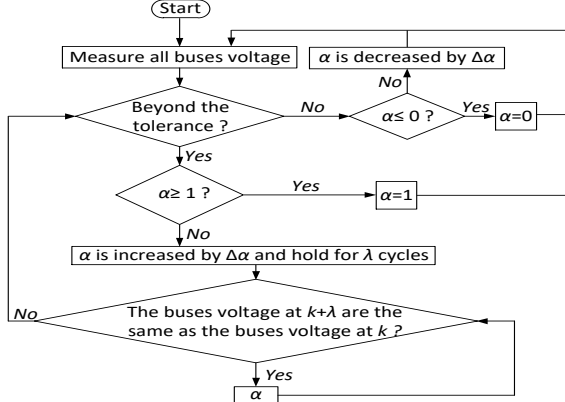 Start
Measure all buses voltage
α is decreased by Δα
No
Beyond the
tolerance ?
No
α≤ 0 ?
Yes
α=0
Yes
α≥ 1 ?
Yes
α=1
No
α is increased by Δα and hold for λ cycles
No
The buses voltage at k+λ are the
same as the buses voltage at k ?
Yes
α